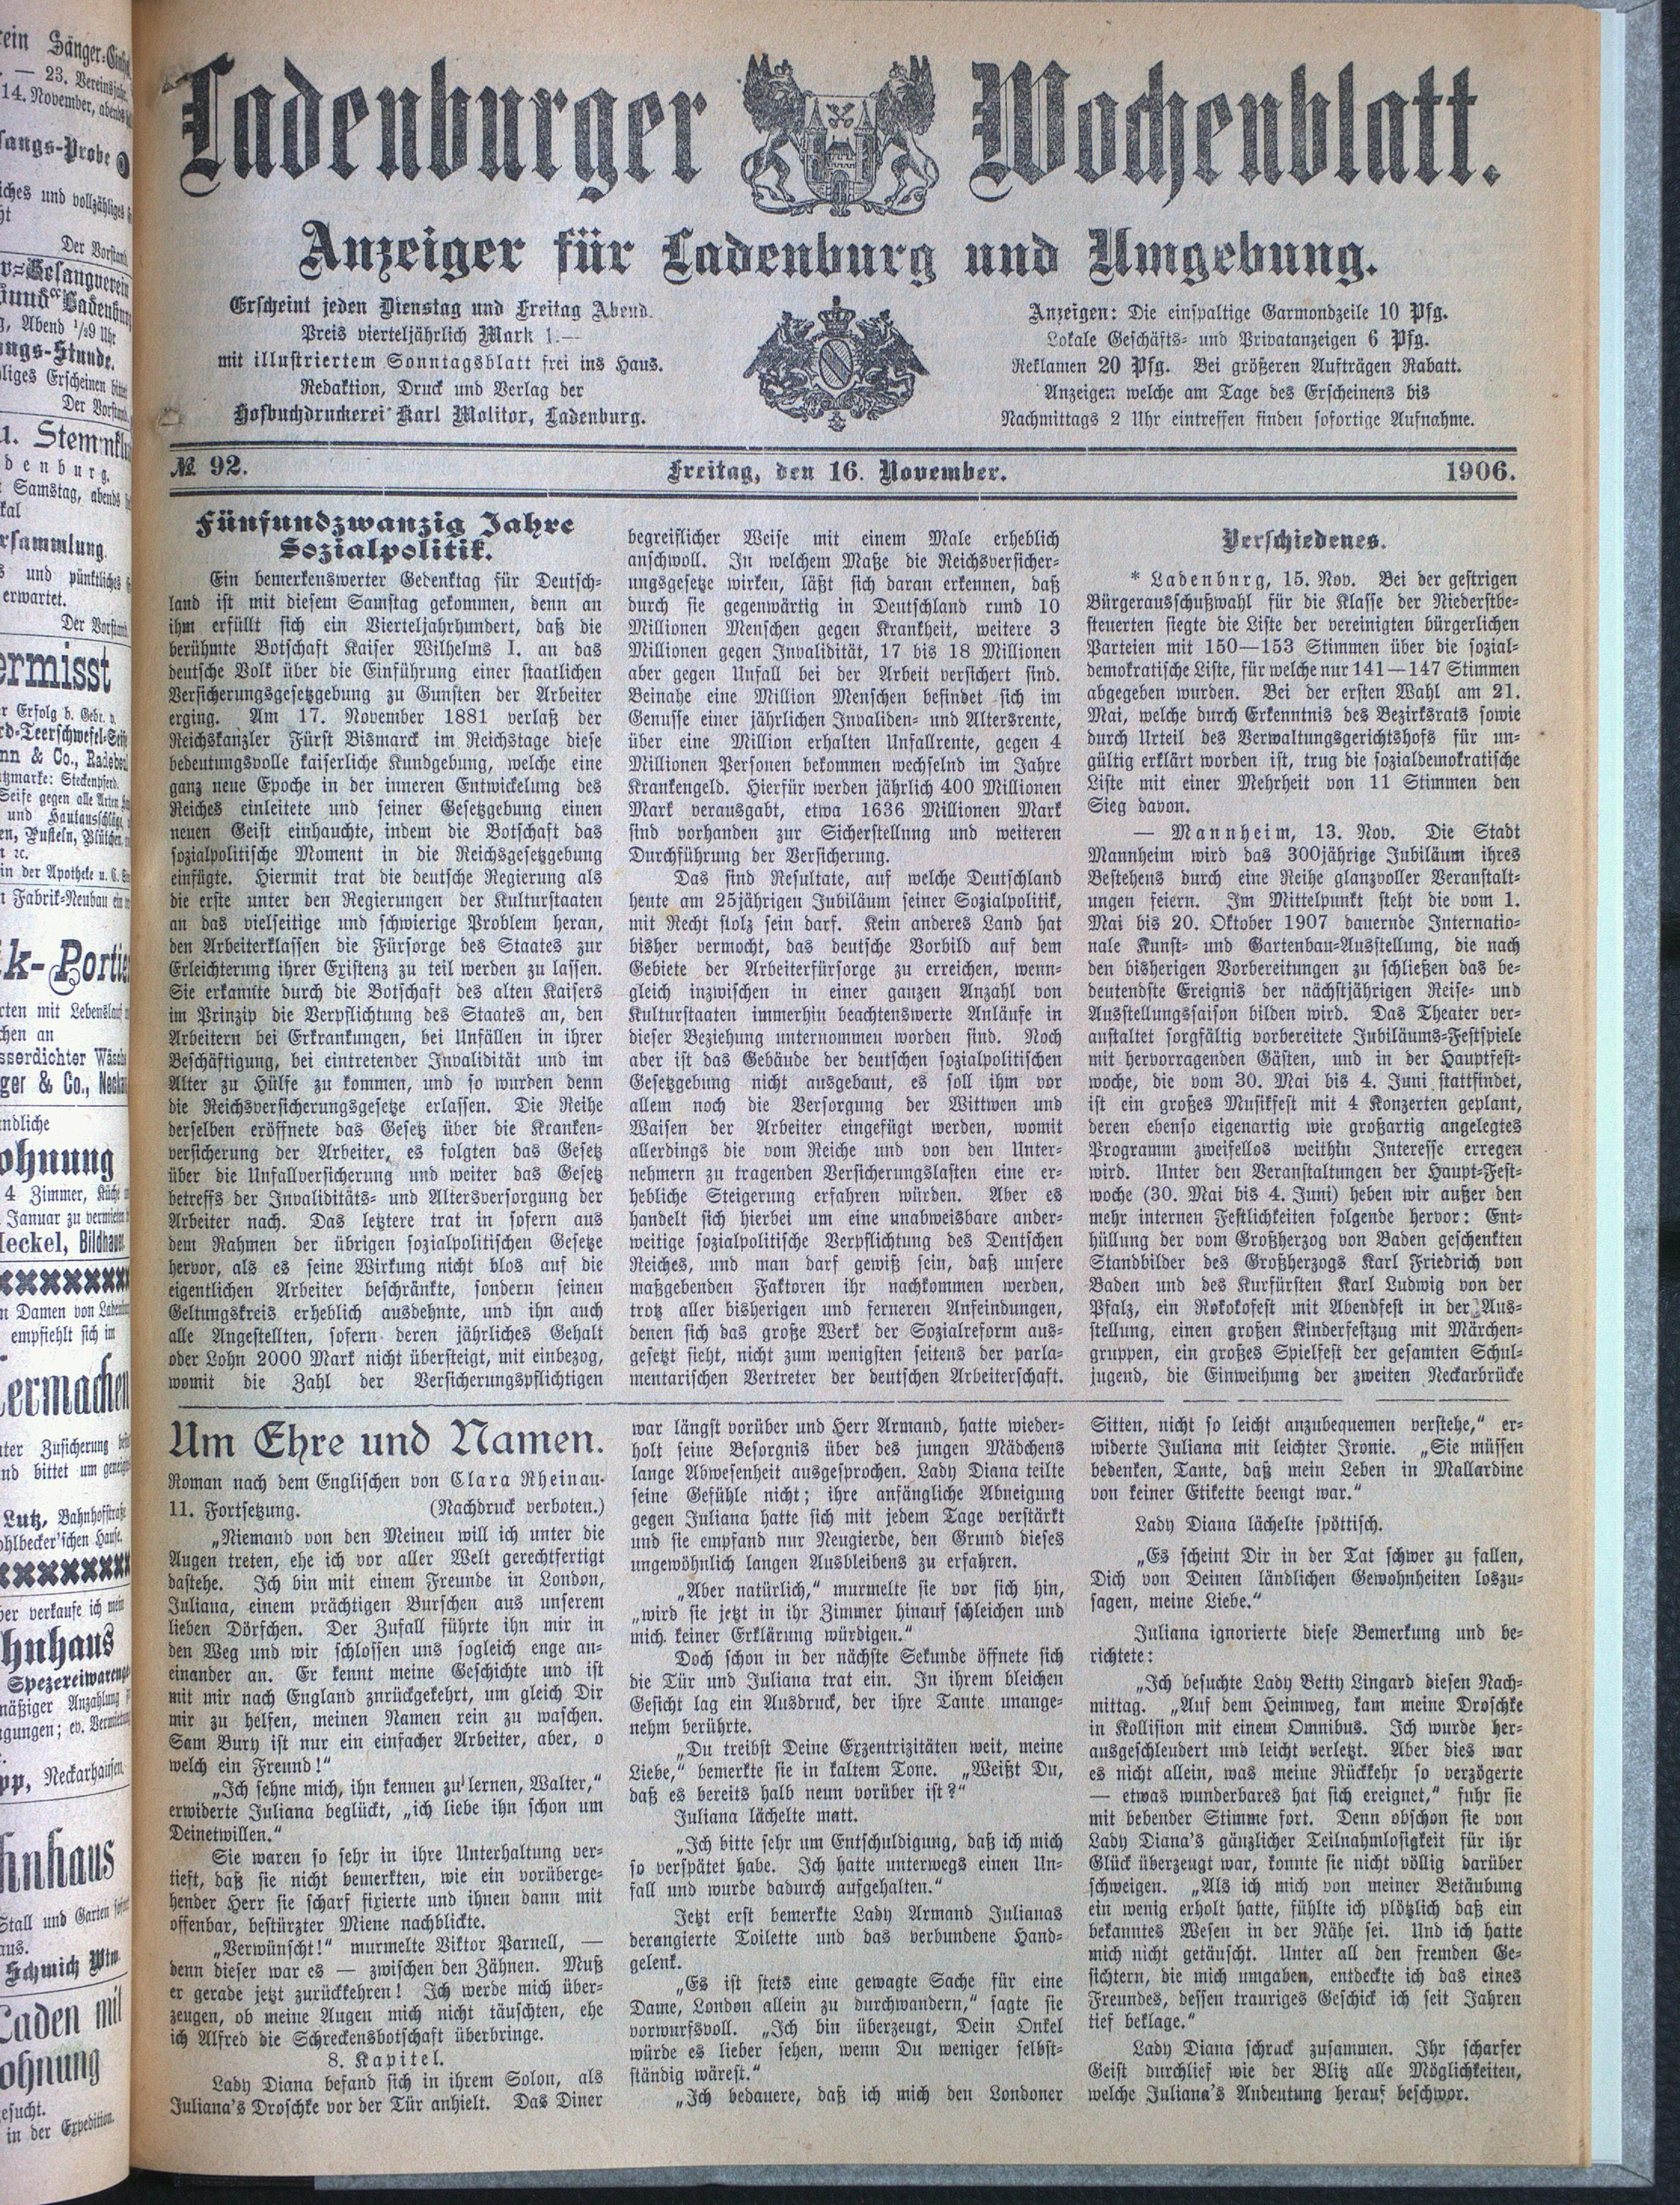 Ladenburger Wochenblatt.
Anzeiger für Ladenburg und Umgebung.
Erscheint jeden Dienstag und Freitag Abend.
Preis vierteljährlich Mark 1.—
mit illustriertem Sonntagsblatt frei ins Haus.
Redaktion, Druck und Verlag der
Hofbuchdruckerei Karl Molitor, Ladenburg.
Anzeigen: Die einspaltige Garmondzeile 10 Pfg.
Lokale Geschäfts- und Privatanzeigen 6 Pfg.
Reklamen 20 Pfg. Bei größeren Aufträgen Rabatt.
Anzeigen welche am Tage des Erscheinens bis
Nachmittags 2 Uhr eintreffen finden sofortige Aufnahme.
№ 92.
Freitag, den 16. November.
1906.
Fünfundzwanzig Jahre
Sozialpolitik.
Ein bemerkenswerter Gedenktag für Deutsch-
land ist mit diesem Samstag gekommen, denn an
ihm erfüllt sich ein Vierteljahrhundert, daß die
berühmte Botschaft Kaiser Wilhelms I. an das
deutsche Volk über die Einführung einer staatlichen
Versicherungsgesetzgebung zu Gunsten der Arbeiter
erging. Am 17. November 1881 verlaß der
Reichskanzler Fürst Bismarck im Reichstage diese
bedeutungsvolle kaiserliche Kundgebung, welche eine
ganz neue Epoche in der inneren Entwickelung des
Reiches einleitete und seiner Gesetzgebung einen
neuen Geist einhauchte, indem die Botschaft das
sozialpolitische Moment in die Reichsgesetzgebung
einfügte. Hiermit trat die deutsche Regierung als
die erste unter den Regierungen der Kulturstaaten
an das vielseitige und schwierige Problem heran,
den Arbeiterklassen die Fürsorge des Staates zur
Erleichterung ihrer Existenz zu teil werden zu lassen.
Sie erkannte durch die Botschaft des alten Kaisers
im Prinzip die Verpflichtung des Staates an, den
Arbeitern bei Erkrankungen, bei Unfällen in ihrer
Beschäftigung, bei eintretender Invalidität und im
Alter zu Hülfe zu kommen, und so wurden denn
die Reichsversicherungsgesetze erlassen. Die Reihe
derselben eröffnete das Gesetz über die Kranken-
versicherung der Arbeiter, es folgten das Gesetz
über die Unfallversicherung und weiter das Gesetz
betreffs der Invaliditäts- und Altersversorgung der
Arbeiter nach. Das letztere trat in sofern aus
dem Rahmen der übrigen sozialpolitischen Gesetze
hervor, als es seine Wirkung nicht blos auf die
eigentlichen Arbeiter beschränkte, sondern seinen
Geltungskreis erheblich ausdehnte, und ihn auch
alle Angestellten, sofern deren jährliches Gehalt
oder Lohn 2000 Mark nicht übersteigt, mit einbezog,
womit die Zahl der Versicherungspflichtigen
begreiflicher Weise mit einem Male erheblich
anschwoll. In welchem Maße die Reichsversicher-
ungsgesetze wirken, läßt sich daran erkennen, daß
durch sie gegenwärtig in Deutschland rund 10
Millionen Menschen gegen Krankheit, weitere 3
Millionen gegen Invalidität, 17 bis 18 Millionen
aber gegen Unfall bei der Arbeit versichert sind.
Beinahe eine Million Menschen befindet sich im
Genusse einer jährlichen Invaliden- und Altersrente,
über eine Million erhalten Unfallrente, gegen 4
Millionen Personen bekommen wechselnd im Jahre
Krankengeld. Hierfür werden jährlich 400 Millionen
Mark verausgabt, etwa 1636 Millionen Mark
sind vorhanden zur Sicherstellung und weiteren
Durchführung der Versicherung.
Das sind Resultate, auf welche Deutschland
heute am 25jährigen Jubiläum seiner Sozialpolitik,
mit Recht stolz sein darf. Kein anderes Land hat
bisher vermocht, das deutsche Vorbild auf dem
Gebiete der Arbeiterfürsorge zu erreichen, wenn-
gleich inzwischen in einer ganzen Anzahl von
Kulturstaaten immerhin beachtenswerte Anläufe in
dieser Beziehung unternommen worden sind. Noch
aber ist das Gebäude der deutschen sozialpolitischen
Gesetzgebung nicht ausgebaut, es soll ihm vor
allem noch die Versorgung der Wittwen und
Waisen der Arbeiter eingefügt werden, womit
allerdings die vom Reiche und von den Unter-
nehmern zu tragenden Versicherungslasten eine er-
hebliche Steigerung erfahren würden. Aber es
handelt sich hierbei um eine unabweisbare ander-
weitige sozialpolitische Verpflichtung des Deutschen
Reiches, und man darf gewiß sein, daß unsere
maßgebenden Faktoren ihr nachkommen werden,
trotz aller bisherigen und ferneren Anfeindungen,
denen sich das große Werk der Sozialreform aus-
gesetzt sieht, nicht zum wenigsten seitens der parla-
mentarischen Vertreter der deutschen Arbeiterschaft.
Verschiedenes.
* Ladenburg, 15. Nov. Bei der gestrigen
Bürgerausschußwahl für die Klasse der Niederstbe-
steuerten siegte die Liste der vereinigten bürgerlichen
Parteien mit 150—153 Stimmen über die sozial-
demokratische Liste, für welche nur 141—147 Stimmen
abgegeben wurden. Bei der ersten Wahl am 21.
Mai, welche durch Erkenntnis des Bezirksrats sowie
durch Urteil des Verwaltungsgerichtshofs für un-
gültig erklärt worden ist, trug die sozialdemokratische
Liste mit einer Mehrheit von 11 Stimmen den
Sieg davon.
— Mannheim, 13. Nov. Die Stadt
Mannheim wird das 300jährige Jubiläum ihres
Bestehens durch eine Reihe glanzvoller Veranstalt-
ungen feiern. Im Mittelpunkt steht die vom 1.
Mai bis 20. Oktober 1907 dauernde Internatio-
nale Kunst- und Gartenbau-Ausstellung, die nach
den bisherigen Vorbereitungen zu schließen das be-
deutendste Ereignis der nächstjährigen Reise- und
Ausstellungssaison bilden wird. Das Theater ver-
anstaltet sorgfältig vorbereitete Jubiläums-Festspiele
mit hervorragenden Gästen, und in der Hauptfest-
woche, die vom 30. Mai bis 4. Juni stattfindet,
ist ein großes Musikfest mit 4 Konzerten geplant,
deren ebenso eigenartig wie großartig angelegtes
Programm zweifellos weithin Interesse erregen
wird. Unter den Veranstaltungen der Haupt-Fest-
woche (30. Mai bis 4. Juni) heben wir außer den
mehr internen Festlichkeiten folgende hervor: Ent-
hüllung der vom Großherzog von Baden geschenkten
Standbilder des Großherzogs Karl Friedrich von
Baden und des Kurfürsten Karl Ludwig von der
Pfalz, ein Rokokofest mit Abendfest in der Aus-
stellung, einen großen Kinderfestzug mit Märchen-
gruppen, ein großes Spielfest der gesamten Schul-
jugend, die Einweihung der zweiten Neckarbrücke
Um Ehre und Namen.
Roman nach dem Englischen von Clara Rheinau.
11. Fortsetzung. (Nachdruck verboten.)
„Niemand von den Meinen will ich unter die
Augen treten, ehe ich vor aller Welt gerechtfertigt
dastehe. Ich bin mit einem Freunde in London,
Juliana, einem prächtigen Burschen aus unserem
lieben Dörfchen. Der Zufall führte ihn mir in
den Weg und wir schlossen uns sogleich enge an-
einander an. Er kennt meine Geschichte und ist
mit mir nach England zurückgekehrt, um gleich Dir
mir zu helfen, meinen Namen rein zu waschen.
Sam Bury ist nur ein einfacher Arbeiter, aber, o
welch ein Freund!“
„Ich sehne mich, ihn kennen zu lernen, Walter,“
erwiderte Juliana beglückt, „ich liebe ihn schon um
Deinetwillen.“
Sie waren so sehr in ihre Unterhaltung ver-
tieft, daß sie nicht bemerkten, wie ein vorüberge-
hender Herr sie scharf fixierte und ihnen dann mit
offenbar, bestürzter Miene nachblickte.
„Verwünscht!“ murmelte Viktor Parnell, —
denn dieser war es — zwischen den Zähnen. Muß
er gerade jetzt zurückkehren! Ich werde mich über-
zeugen, ob meine Augen mich nicht täuschten, ehe
ich Alfred die Schreckensbotschaft überbringe.
8. Kapitel.
Lady Diana befand sich in ihrem Solon, als
Juliana's Droschke vor der Tür anhielt. Das Diner
war längst vorüber und Herr Armand, hatte wieder-
holt seine Besorgnis über des jungen Mädchens
lange Abwesenheit ausgesprochen. Lady Diana teilte
seine Gefühle nicht; ihre anfängliche Abneigung
gegen Juliana hatte sich mit jedem Tage verstärkt
und sie empfand nur Neugierde, den Grund dieses
ungewöhnlich langen Ausbleibens zu erfahren.
„Aber natürlich,“ murmelte sie vor sich hin,
„wird sie jetzt in ihr Zimmer hinauf schleichen und
mich keiner Erklärung würdigen.“
Doch schon in der nächste Sekunde öffnete sich
die Tür und Juliana trat ein. In ihrem bleichen
Gesicht lag ein Ausdruck, der ihre Tante unange-
nehm berührte.
„Du treibst Deine Exzentrizitäten weit, meine
Liebe,“ bemerkte sie in kaltem Tone. „Weißt Du,
daß es bereits halb neun vorüber ist?“
Juliana lächelte matt.
„Ich bitte sehr um Entschuldigung, daß ich mich
so verspätet habe. Ich hatte unterwegs einen Un-
fall und wurde dadurch aufgehalten.“
Jetzt erst bemerkte Lady Armand Julianas
derangierte Toilette und das verbundene Hand-
gelenk.
„Es ist stets eine gewagte Sache für eine
Dame, London allein zu durchwandern,“ sagte sie
vorwurfsvoll. „Ich bin überzeugt, Dein Onkel
würde es lieber sehen, wenn Du weniger selbst-
ständig wärest.“
„Ich bedauere, daß ich mich den Londoner
Sitten, nicht so leicht anzubequemen verstehe,“ er-
widerte Juliana mit leichter Ironie. „Sie müssen
bedenken, Tante, daß mein Leben in Mallardine
von keiner Etikette beengt war.“
Lady Diana lächelte spöttisch.
„Es scheint Dir in der Tat schwer zu fallen,
Dich von Deinen ländlichen Gewohnheiten loszu-
sagen, meine Liebe.“
Juliana ignorierte diese Bemerkung und be-
richtete:
„Ich besuchte Lady Betty Lingard diesen Nach-
mittag. „Auf dem Heimweg, kam meine Droschke
in Kollision mit einem Omnibus. Ich wurde her-
ausgeschleudert und leicht verletzt. Aber dies war
es nicht allein, was meine Rückkehr so verzögerte
— etwas wunderbares hat sich ereignet,“ fuhr sie
mit bebender Stimme fort. Denn obschon sie von
Lady Diana's gänzlicher Teilnahmlosigkeit für ihr
Glück überzeugt war, konnte sie nicht völlig darüber
schweigen. „Als ich mich von meiner Betäubung
ein wenig erholt hatte, fühlte ich plötzlich daß ein
bekanntes Wesen in der Nähe sei. Und ich hatte
mich nicht getäuscht. Unter all den fremden Ge-
sichtern, die mich umgaben, entdeckte ich das eines
Freundes, dessen trauriges Geschick ich seit Jahren
tief beklage.“
Lady Diana schrack zusammen. Ihr scharfer
Geist durchlief wie der Blitz alle Möglichkeiten,
welche Juliana's Andeutung herauf beschwor.